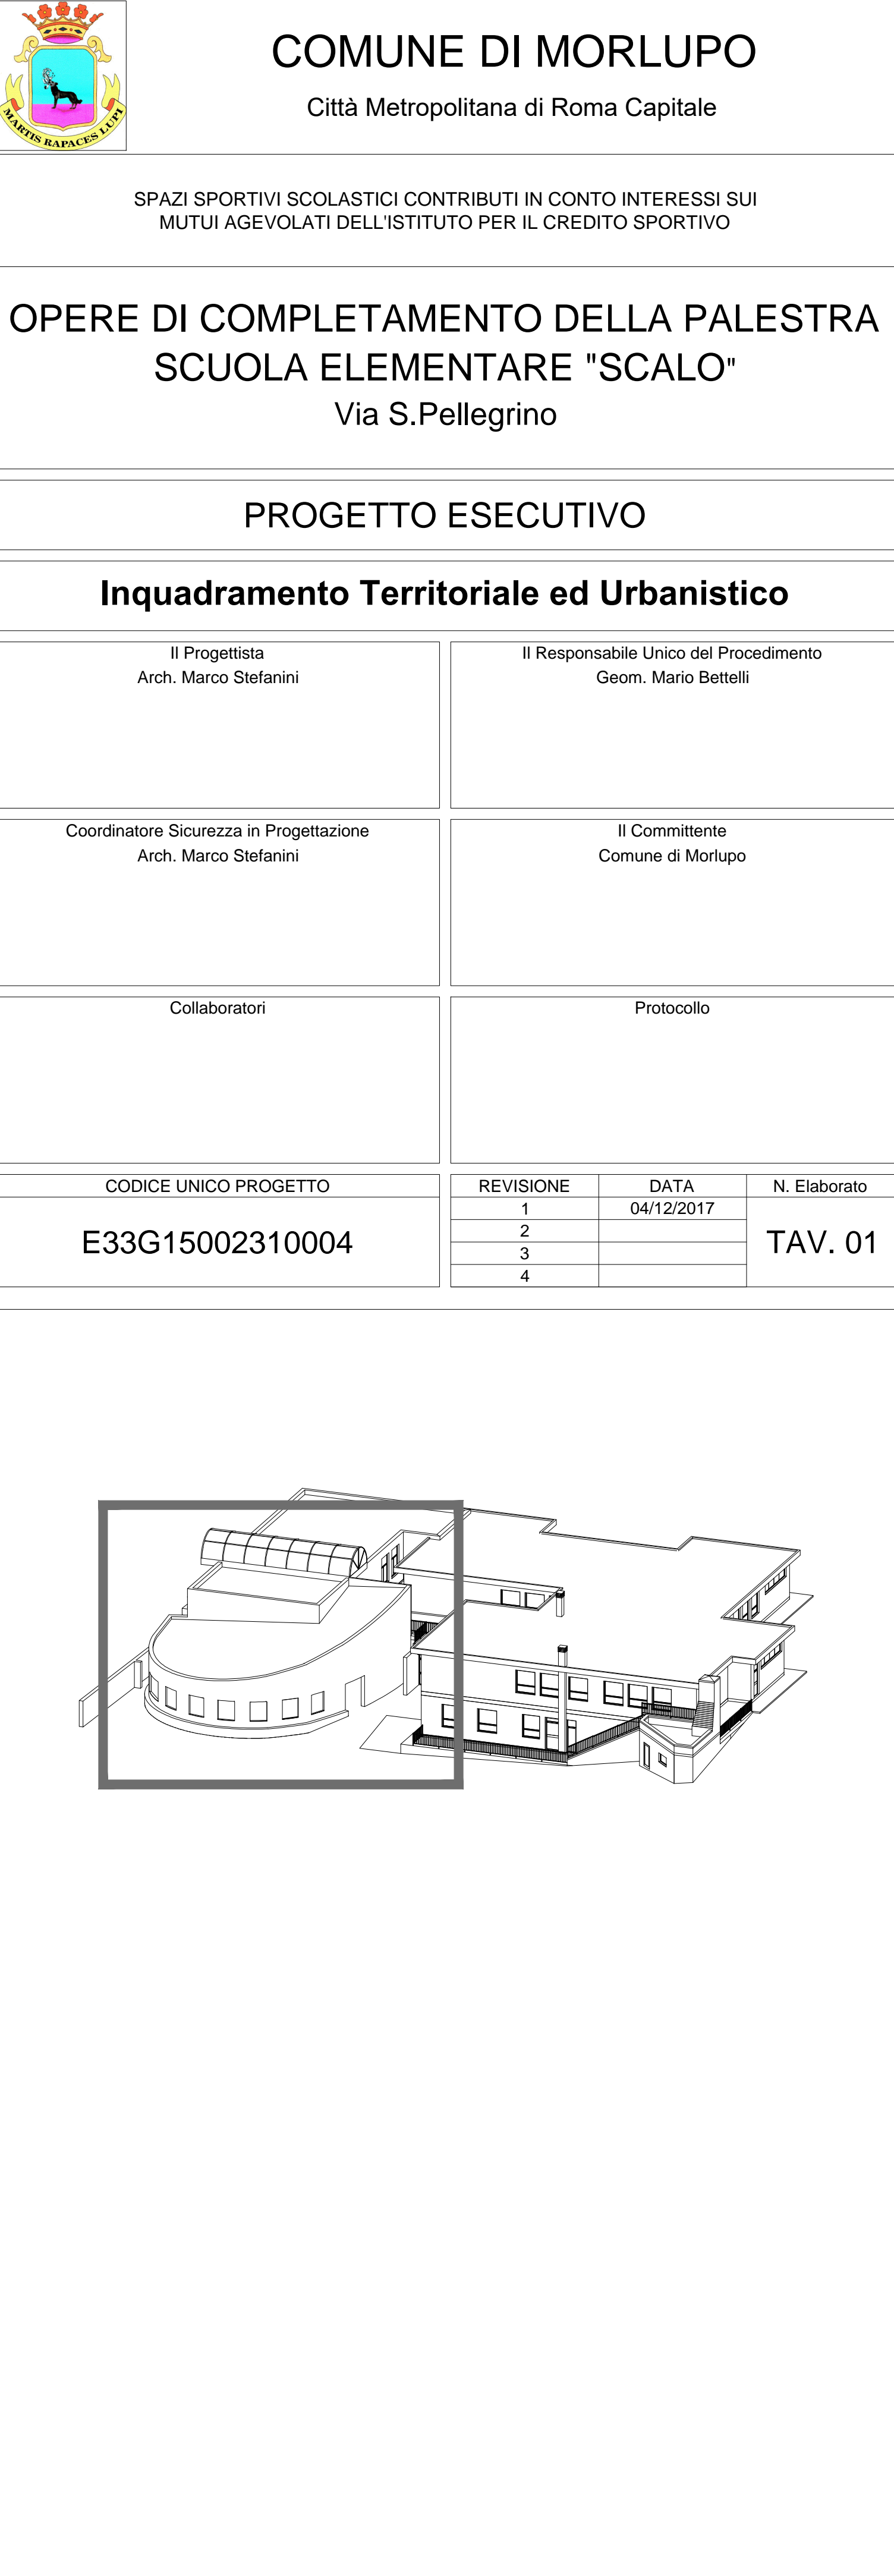 MARTIS RAPACES LUPI
COMUNE DI MORLUPO
Città Metropolitana di Roma Capitale
SPAZI SPORTIVI SCOLASTICI CONTRIBUTI IN CONTO INTERESSI SUI
MUTUI AGEVOLATI DELL'ISTITUTO PER IL CREDITO SPORTIVO
OPERE DI COMPLETAMENTO DELLA PALESTRA
SCUOLA ELEMENTARE "SCALO"
Via S.Pellegrino
PROGETTO ESECUTIVO
Inquadramento Territoriale ed Urbanistico
Il Progettista
Arch. Marco Stefanini
Il Responsabile Unico del Procedimento
Geom. Mario Bettelli
Coordinatore Sicurezza in Progettazione
Arch. Marco Stefanini
Il Committente
Comune di Morlupo
Collaboratori
Protocollo
CODICE UNICO PROGETTO
E33G15002310004
REVISIONE DATA N. Elaborato
1 04/12/2017
2
TAV. 01
3
4